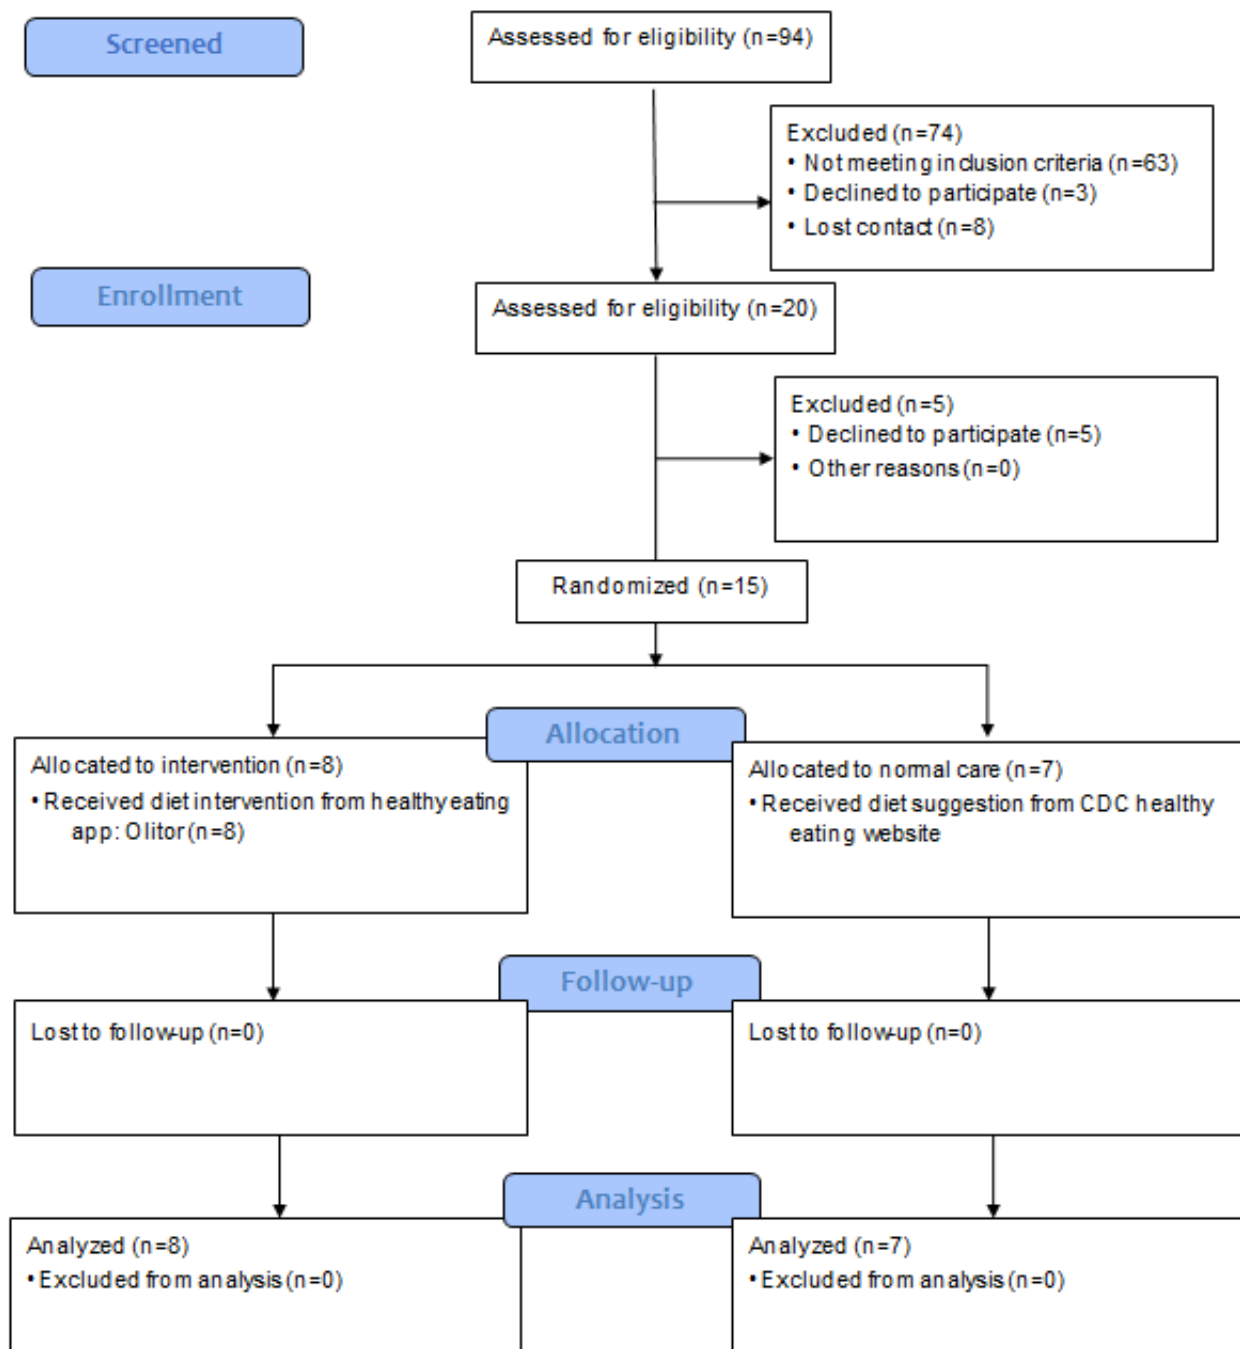 Screened
Assessed for eligibility (n=94)
Excluded (n=74)
• Not meeting inclusion criteria (n=63)
• Declined to participate (n=3)
• Lost contact (n=8)
Enrollment
Assessed for eligibility (n=20)
Excluded (n=5)
• Declined to participate (n=5)
• Other reasons (n=0)
Randomized (n=15)
Allocation
Allocated to intervention (n=8)
• Received diet intervention from healthy eating
app: Olitor (n=8)
Allocated to normal care (n=7)
• Received diet suggestion from CDC healthy
eating website
Follow-up
Lost to follow-up (n=0)
Lost to follow-up (n=0)
Analysis
Analyzed (n=8)
• Excluded from analysis (n=0)
Analyzed (n=7)
• Excluded from analysis (n=0)